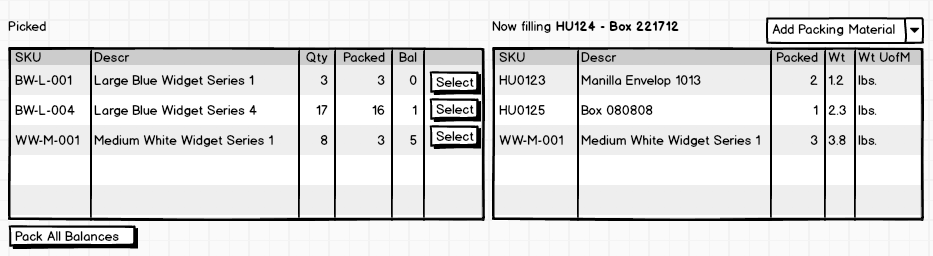 Picked
Now filling HU124 - Box 221712
Add Packing Material
SKU Descr Qty Packed Bal
BW-L-001 Large Blue Widget Series 1 3 3 0 Select
BW-L-004 Large Blue Widget Series 4 17 16 1 Select
WW-M-001 Medium White Widget Series 1 8 3 5 Select
Pack All Balances
SKU Descr Packed Wt Wt UofM
HU0123 Manilla Envelop 1013 2 1.2 lbs.
HU0125 Box 080808 1 2.3 lbs.
WW-M-001 Medium White Widget Series 1 3 3.8 lbs.